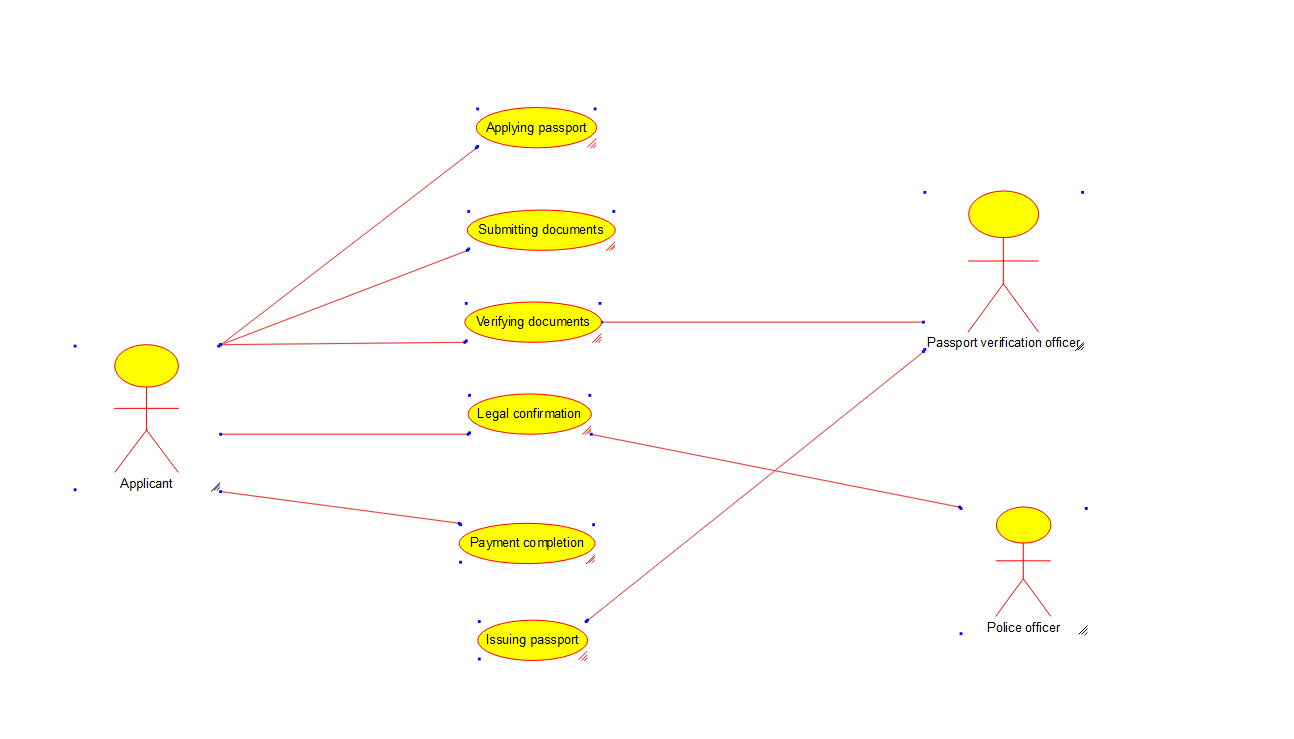 Applying passport
Submitting documents
Verifying documents
Passport verification officer
Legal confirmation
Applicant
Payment completion
Police officer
Issuing passport